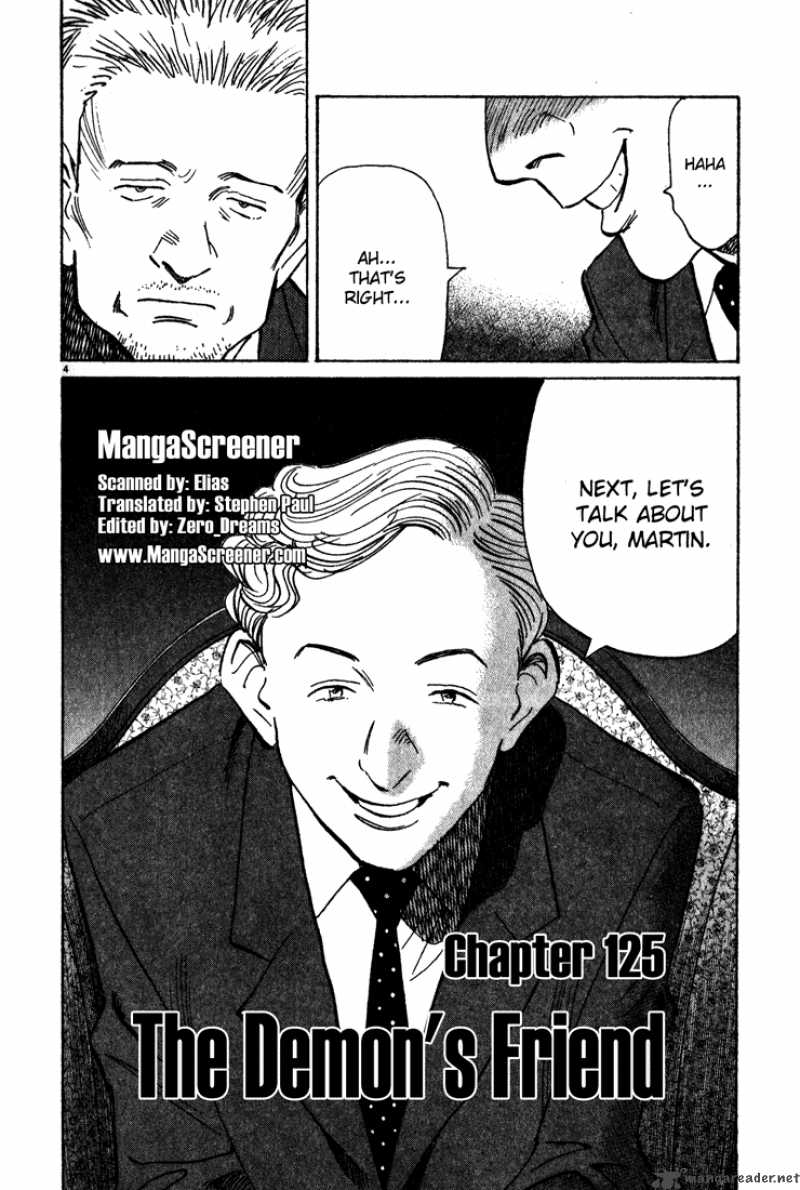 HAHA
...
AH...
THAT'S
RIGHT...
4
MangaScreener
Scanned by: Elias
Translated by: Stephen Paul
Edited by: Zero_Dreams
www.MangaScreener.com
NEXT, LET'S
TALK ABOUT
YOU, MARTIN.
Chapter 125
The Demon's Friend
mangareader.net